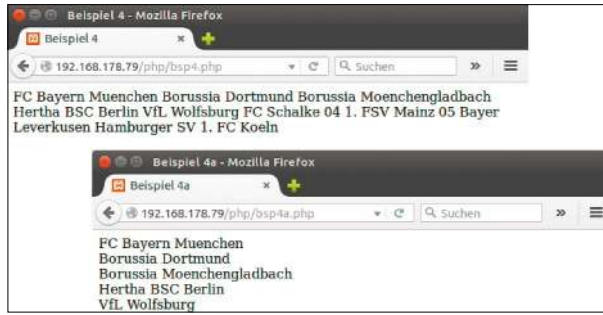 Beispiel 4 - Mozilla Firefox
Beispiel 4
192.168.178.79/php/bsp4.php
Suchen
FC Bayern Muenchen Borussia Dortmund Borussia Moenchengladbach
Hertha BSC Berlin VfL Wolfsburg FC Schalke 04 1. FSV Mainz 05 Bayer
Leverkusen Hamburger SV 1. FC Koeln
Beispiel 4a - Mozilla Firefox
Beispiel 4a
192.168.178.79/php/bsp4a.php
Suchen
FC Bayern Muenchen
Borussia Dortmund
Borussia Moenchengladbach
Hertha BSC Berlin
VfL Wolfsburg